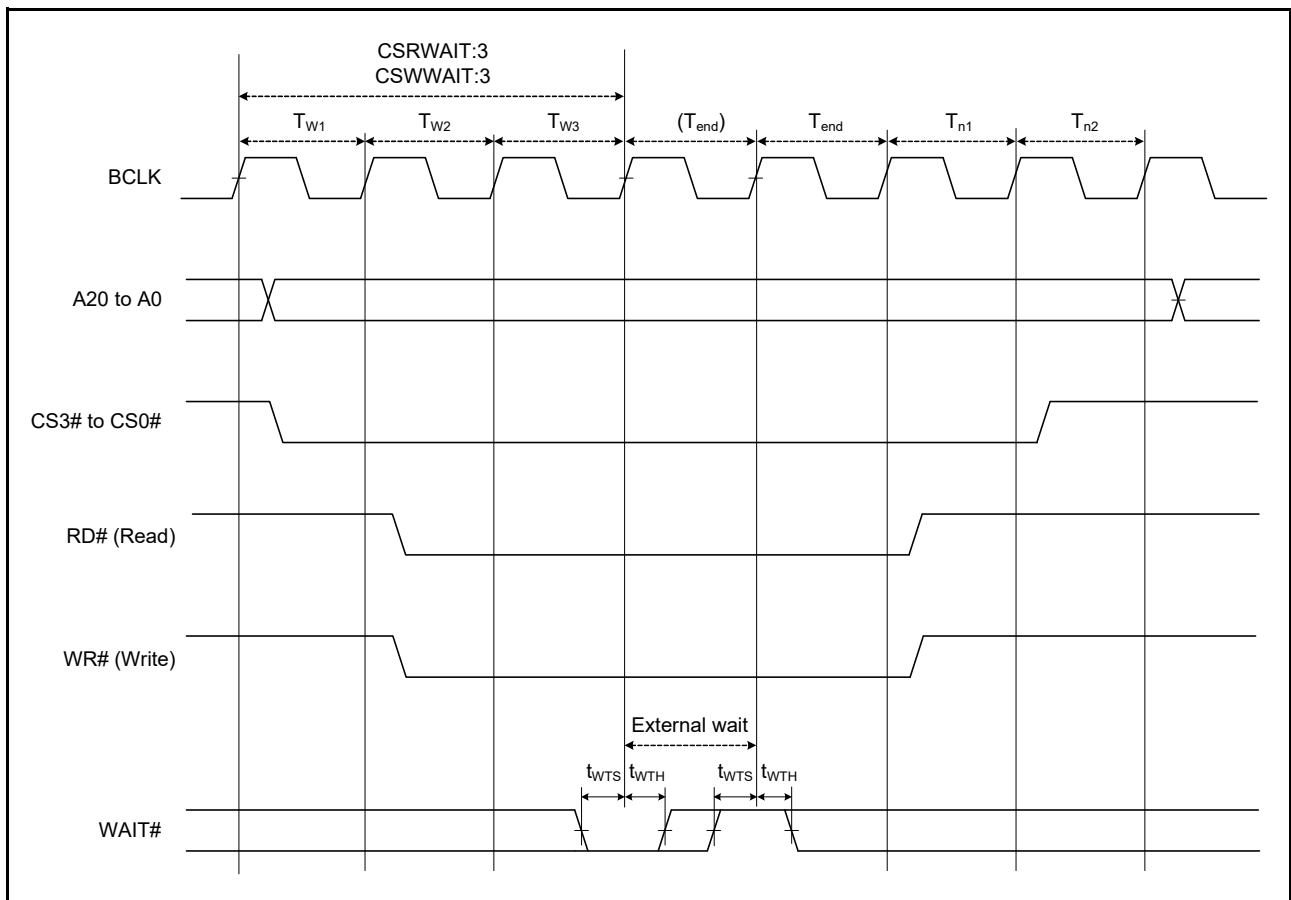 CSRWAIT:3
CSWWAIT:3
TW1 TW2 TW3 (Tend) Tend Tn1 Tn2
BCLK
A20 to A0
CS3# to CS0#
RD# (Read)
WR# (Write)
External wait
tWTS tWTH tWTS tWTH
WAIT#